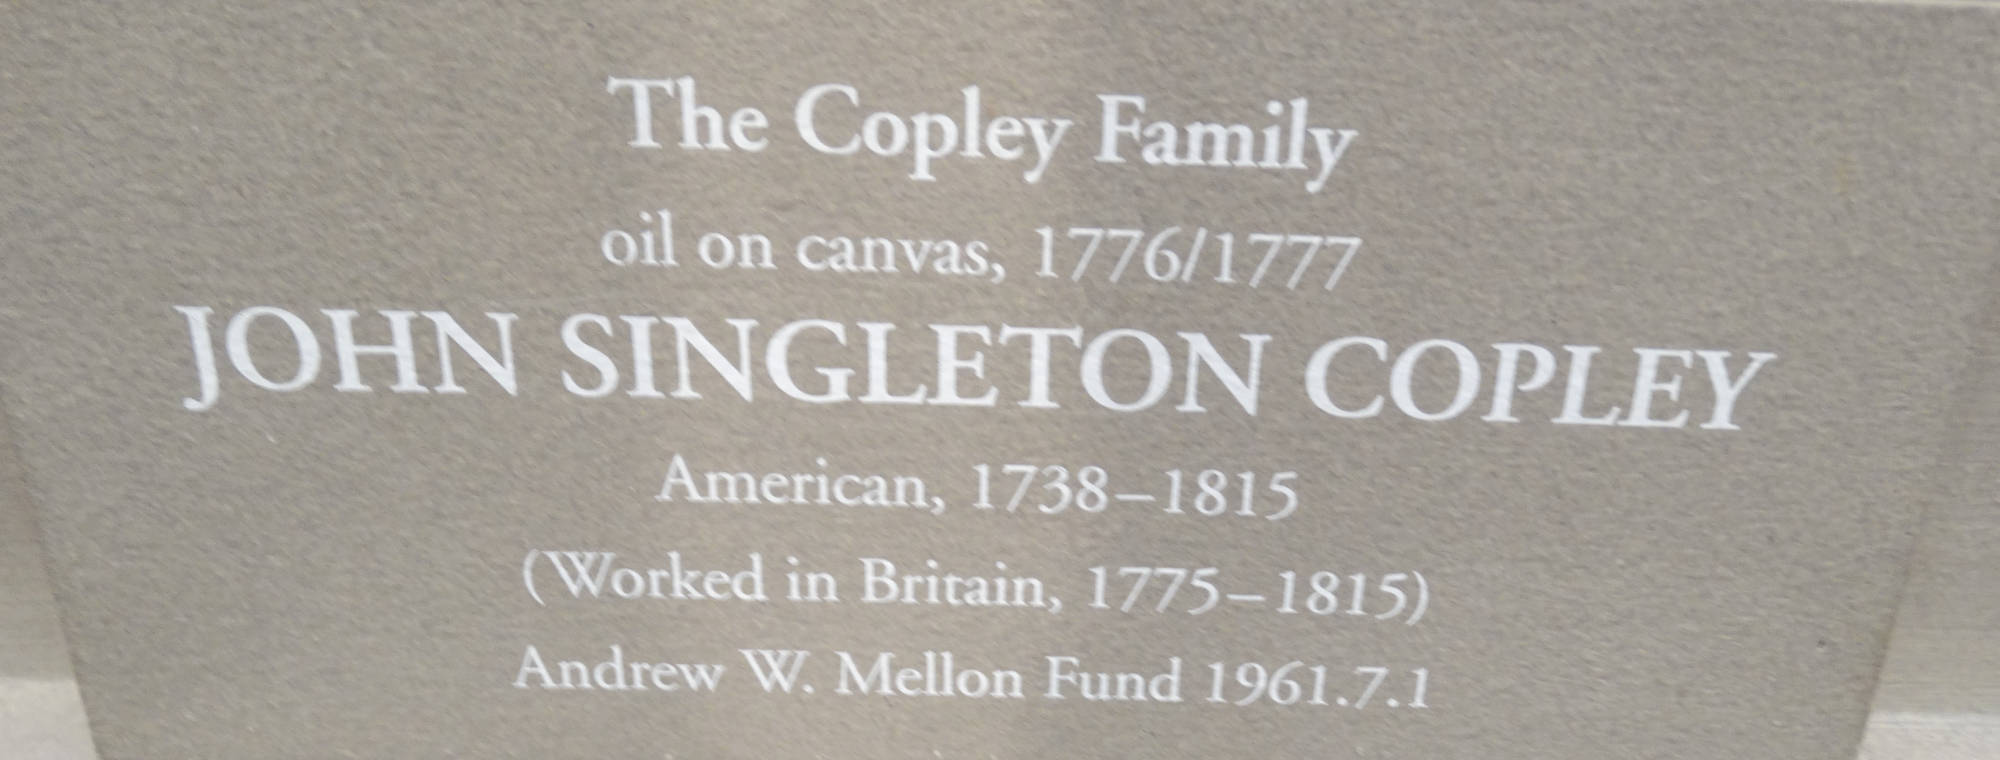 The Copley Family
oil on canvas, 1776/1777
JOHN SINGLETON COPLEY
American, 1738–1815
(Worked in Britain, 1775–1815)
Andrew W. Mellon Fund 1961.7.1